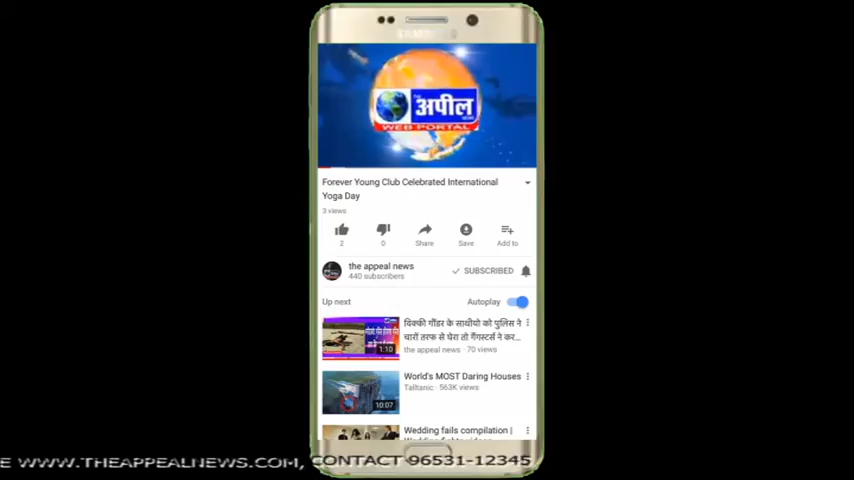 SAMSUNG
अपील
WEB PORTAL
Forever Young Club Celebrated International
Yoga Day
3 views
2
0
Share
Save
Add to
the appeal news
440 subscribers
SUBSCRIBED
Up next
Autoplay
विक्की गौंडर के साथीयो को पुलिस ने
चारों तरफ से घेरा तो गैंगस्टर्स ने कर...
the appeal news · 70 views
1:10
World's MOST Daring Houses
Talltanic · 563K views
10:07
Wedding fails compilation |
E WWW.THEAPPEALNEWS.COM, CONTACT 96531-12345